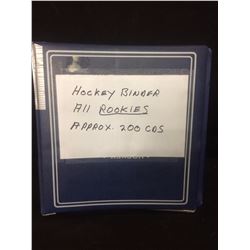 HOCKEY BINDER
All ROOKIES
APPROX. 200 CDS